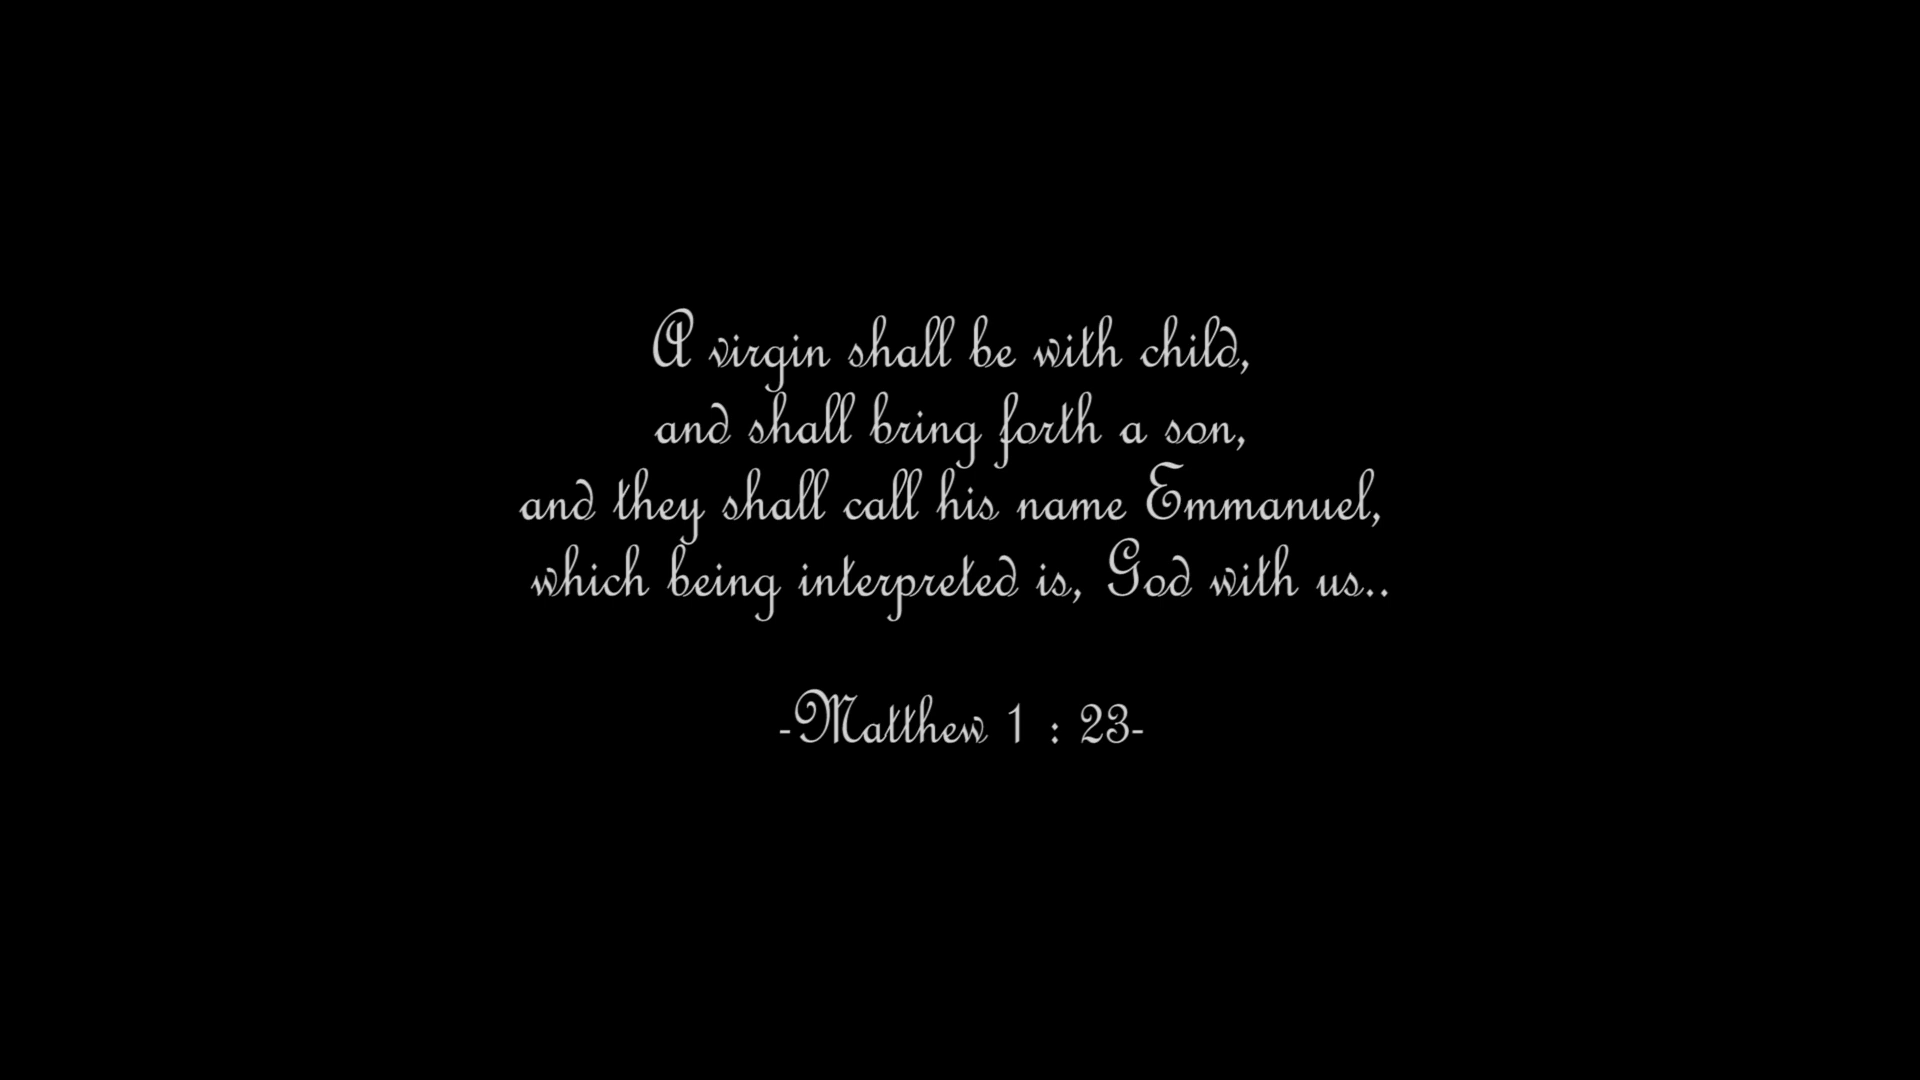 A virgin shall be with child,
and shall bring forth a son,
and they shall call his name Emmanuel,
which being interpreted is, God with us..
-Matthew 1 : 23-